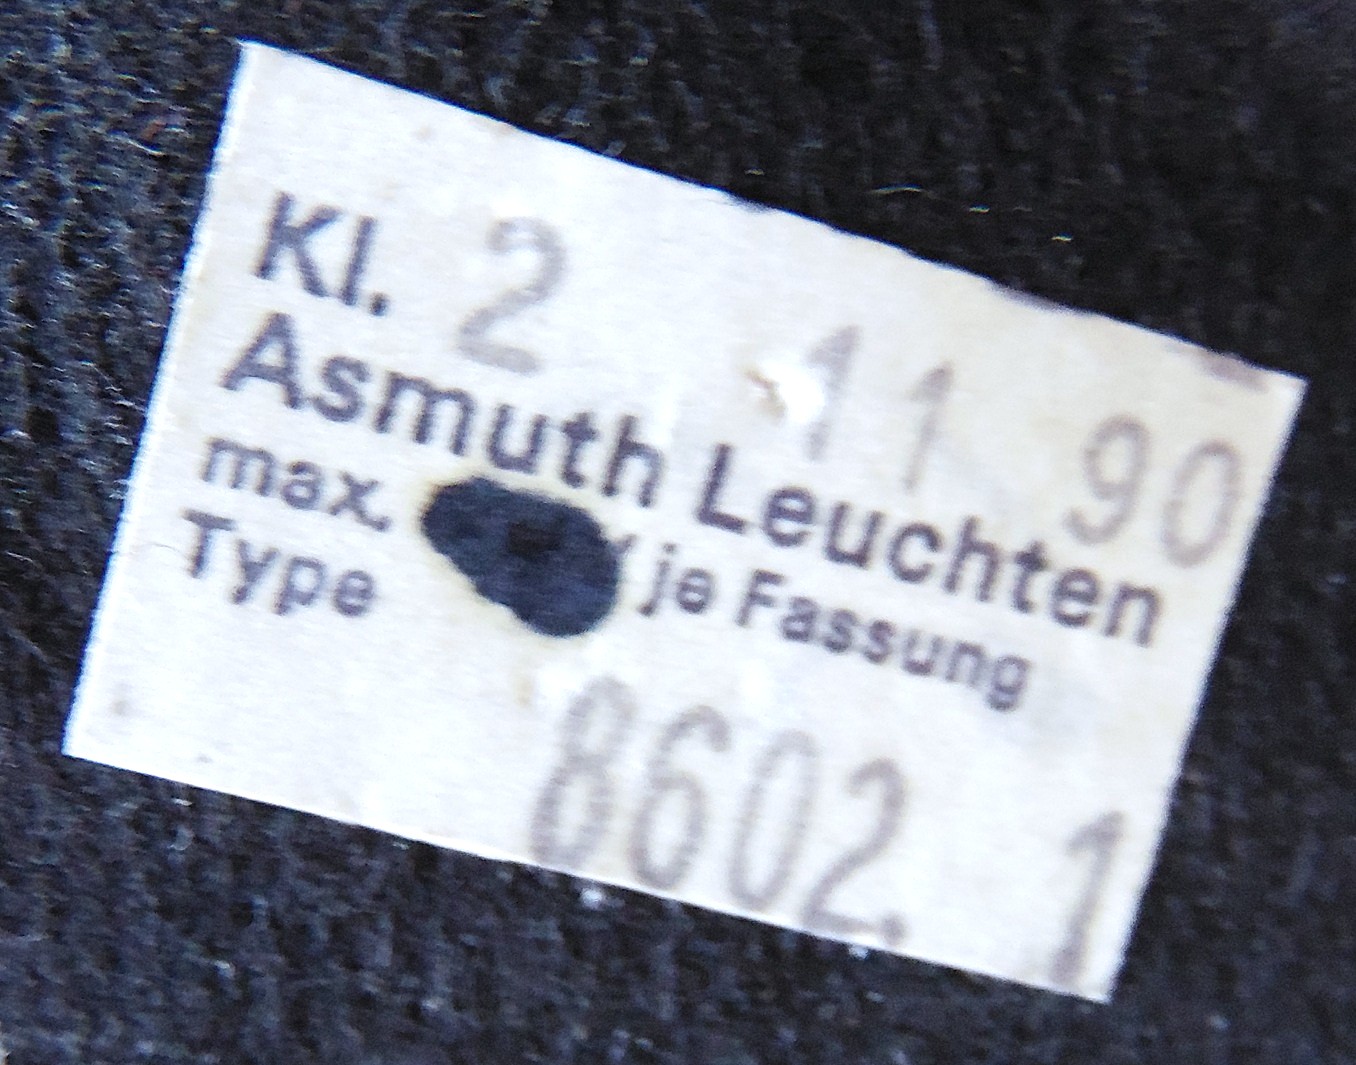 Kl. 2 11 90
Asmuth Leuchten
max. je Fassung
Type
8602. 1